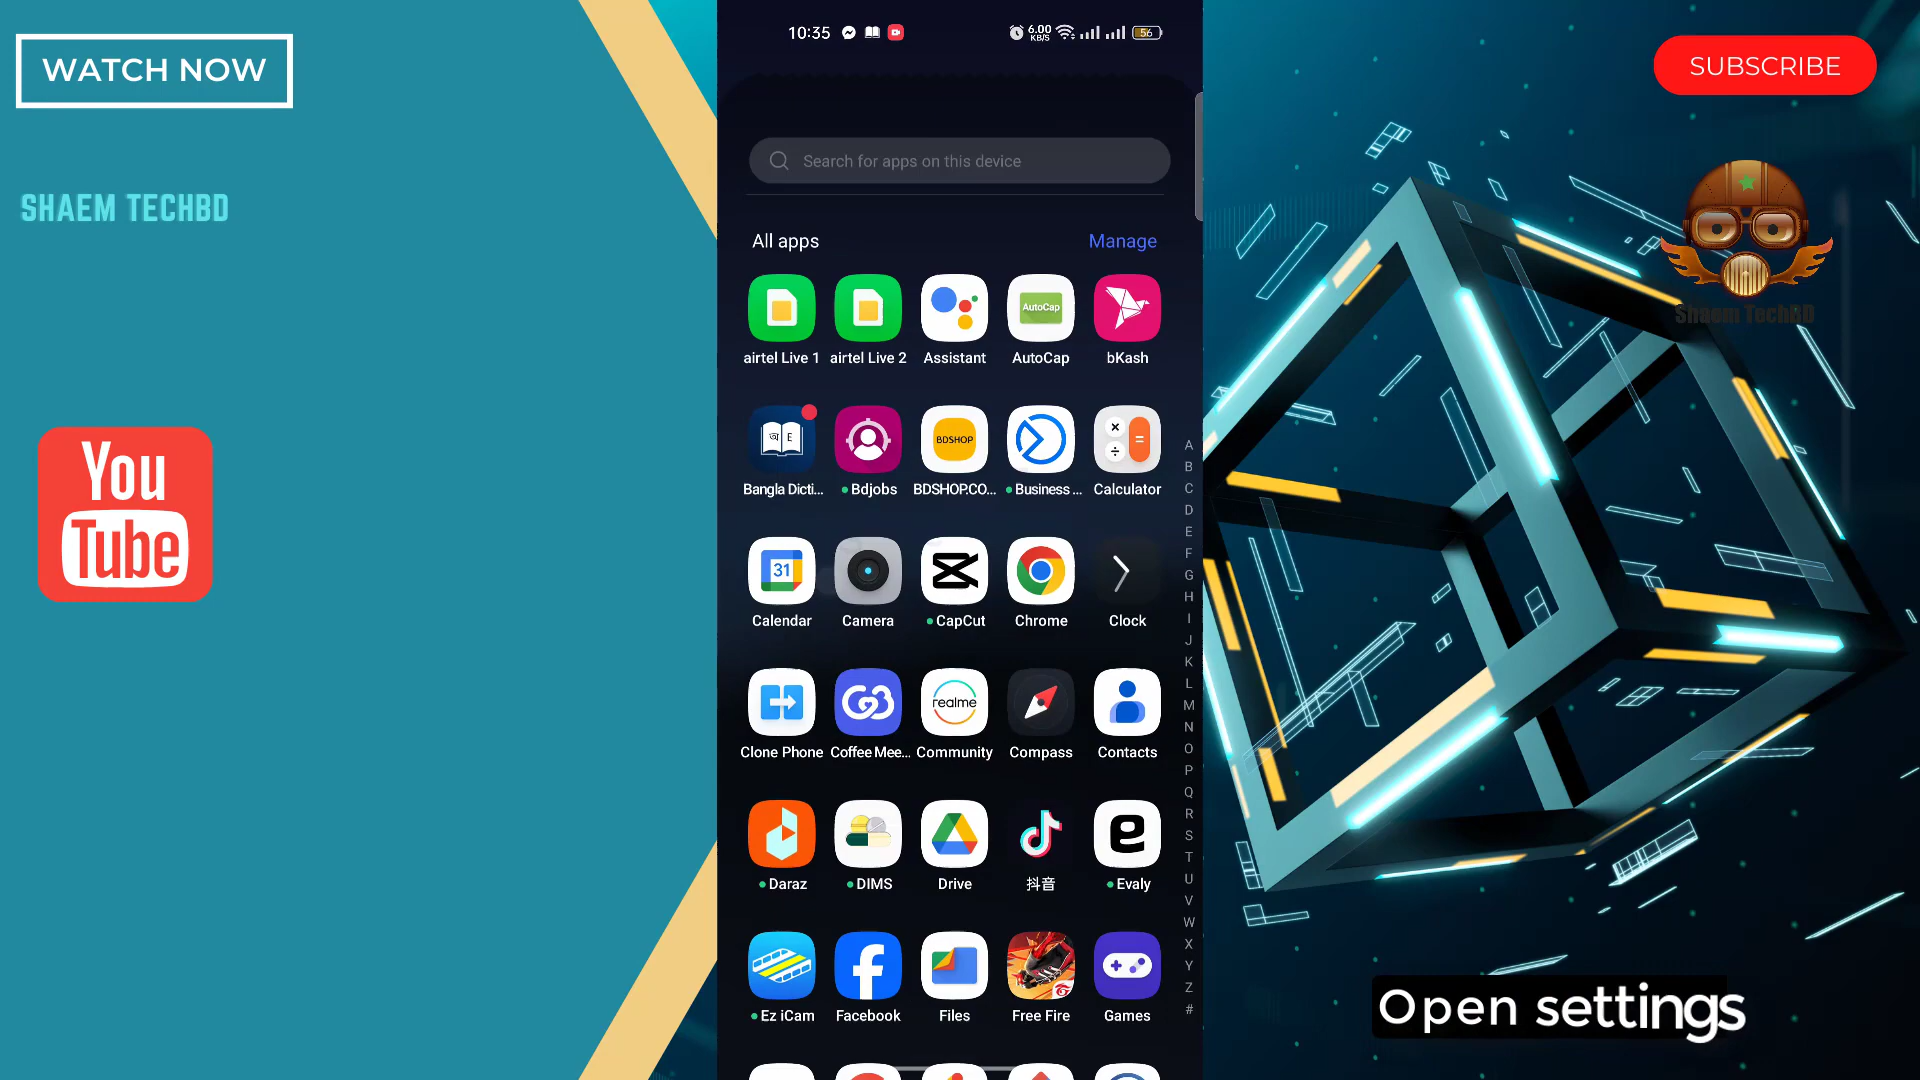 WATCH NOW
SHAEM TECHBD
You
Tube
10:35
6.00
KB/S
56
Search for apps on this device
All apps
Manage
AutoCap
airtel Live 1
airtel Live 2
Assistant
AutoCap
bKash
অ E
BDSHOP
Bangla Dicti...
Bdjobs
BDSHOP.CO...
Business ...
Calculator
31
Calendar
Camera
CapCut
Chrome
Clock
realme
Clone Phone
Coffee Mee...
Community
Compass
Contacts
Daraz
DIMS
Drive
抖音
Evaly
Ez iCam
Facebook
Files
Free Fire
Games
A
B
C
D
E
F
G
H
I
J
K
L
M
N
O
P
Q
R
S
T
U
V
W
X
Y
Z
#
SUBSCRIBE
Shaem TechBD
Open settings